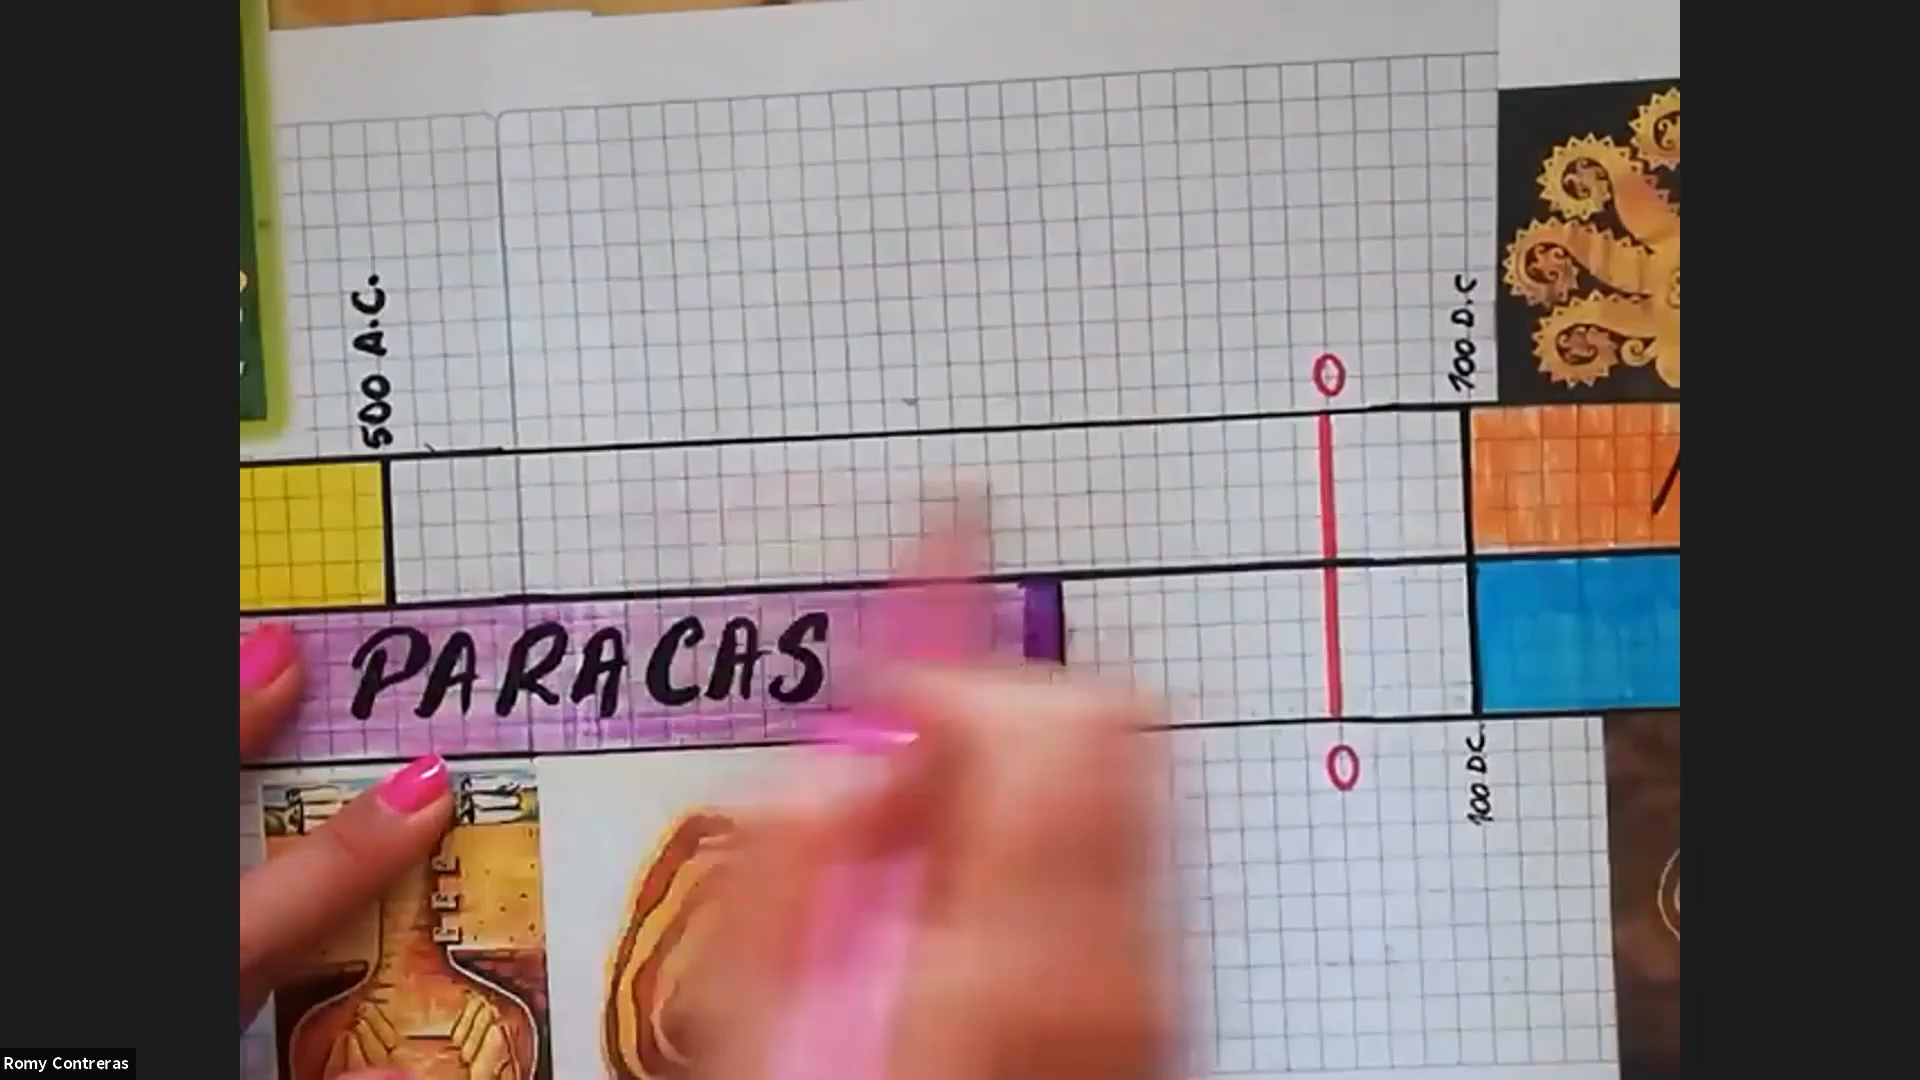 500 A.C.
100 D.C
0
PARACAS
0
100 DC.
Romy Contreras